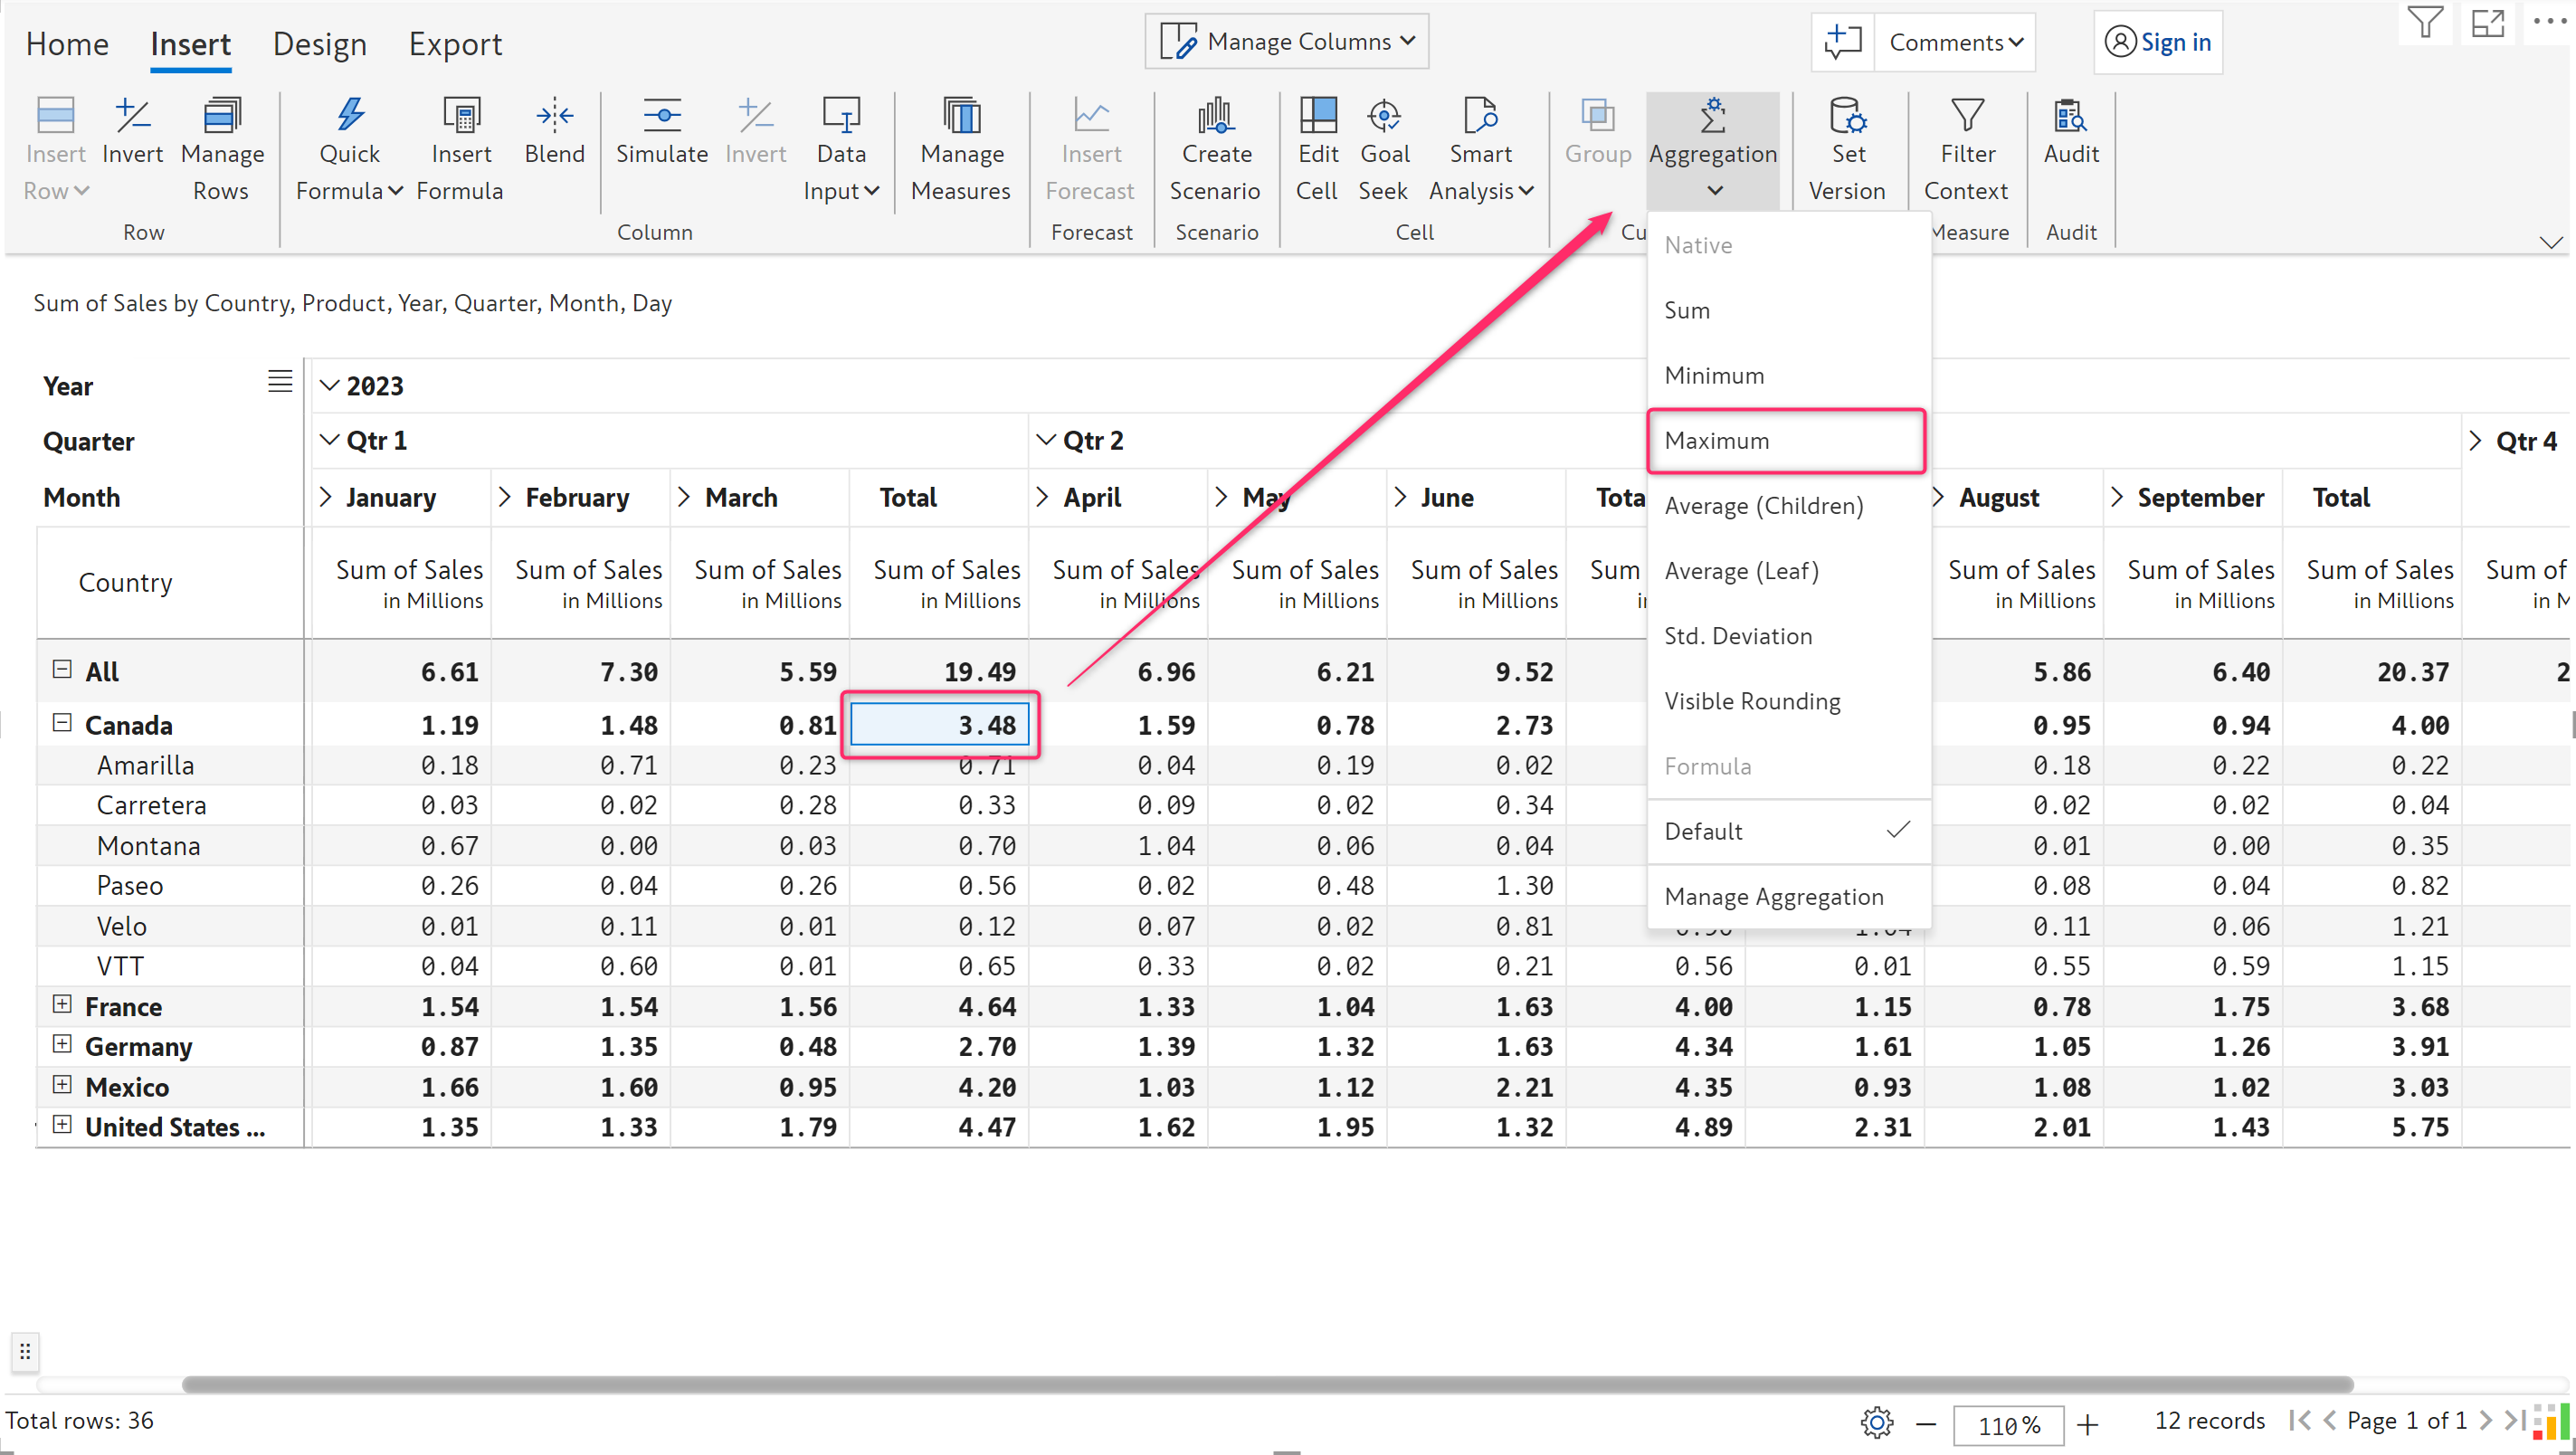 Home Insert Design Export Manage Columns Comments Sign in
Insert Row Invert Manage Rows Quick Formula Insert Formula Blend Simulate Invert Data Input Manage Measures Insert Forecast Create Scenario Edit Cell Goal Seek Smart Analysis Group Aggregation Set Version Filter Context Audit
Row Column Forecast Scenario Cell Cu Measure Audit
Native
Sum
Minimum
Maximum
Average (Children)
Average (Leaf)
Std. Deviation
Visible Rounding
Formula
Default
Manage Aggregation
Sum of Sales by Country, Product, Year, Quarter, Month, Day
Year 2023
Quarter Qtr 1 Qtr 2 Qtr 4
Month January February March Total April May June Tota August September Total
Country Sum of Sales Sum of Sales Sum of Sales Sum of Sales Sum of Sales Sum of Sales Sum of Sales Sum Sum of Sales Sum of Sales Sum of Sales Sum of
in Millions in Millions in Millions in Millions in Millions in Millions in Millions in Millions in Millions in Millions
All 6.61 7.30 5.59 19.49 6.96 6.21 9.52 5.86 6.40 20.37 2
Canada 1.19 1.48 0.81 3.48 1.59 0.78 2.73 0.95 0.94 4.00
Amarilla 0.18 0.71 0.23 0.71 0.04 0.19 0.02 0.18 0.22 0.22
Carretera 0.03 0.02 0.28 0.33 0.09 0.02 0.34 0.02 0.02 0.04
Montana 0.67 0.00 0.03 0.70 1.04 0.06 0.04 0.01 0.00 0.35
Paseo 0.26 0.04 0.26 0.56 0.02 0.48 1.30 0.08 0.04 0.82
Velo 0.01 0.11 0.01 0.12 0.07 0.02 0.81 0.11 0.06 1.21
VTT 0.04 0.60 0.01 0.65 0.33 0.02 0.21 0.56 0.01 0.55 0.59 1.15
France 1.54 1.54 1.56 4.64 1.33 1.04 1.63 4.00 1.15 0.78 1.75 3.68
Germany 0.87 1.35 0.48 2.70 1.39 1.32 1.63 4.34 1.61 1.05 1.26 3.91
Mexico 1.66 1.60 0.95 4.20 1.03 1.12 2.21 4.35 0.93 1.08 1.02 3.03
United States ... 1.35 1.33 1.79 4.47 1.62 1.95 1.32 4.89 2.31 2.01 1.43 5.75
Total rows: 36 110% 12 records Page 1 of 1